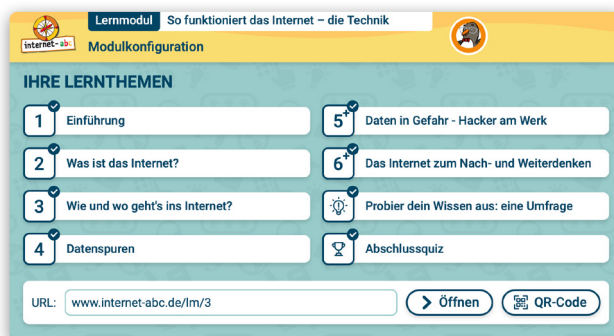 Lernmodul So funktioniert das Internet – die Technik
internet-abc
Modulkonfiguration
IHRE LERNTHEMEN
1 Einführung
2 Was ist das Internet?
3 Wie und wo geht's ins Internet?
4 Datenspuren
5+ Daten in Gefahr - Hacker am Werk
6+ Das Internet zum Nach- und Weiterdenken
Probier dein Wissen aus: eine Umfrage
Abschlussquiz
URL: www.internet-abc.de/lm/3 Öffnen QR-Code